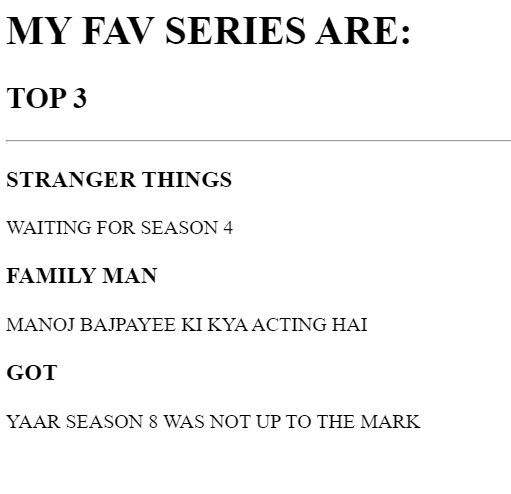 MY FAV SERIES ARE:
TOP 3
STRANGER THINGS
WAITING FOR SEASON 4
FAMILY MAN
MANOJ BAJPAYEE KI KYA ACTING HAI
GOT
YAAR SEASON 8 WAS NOT UP TO THE MARK